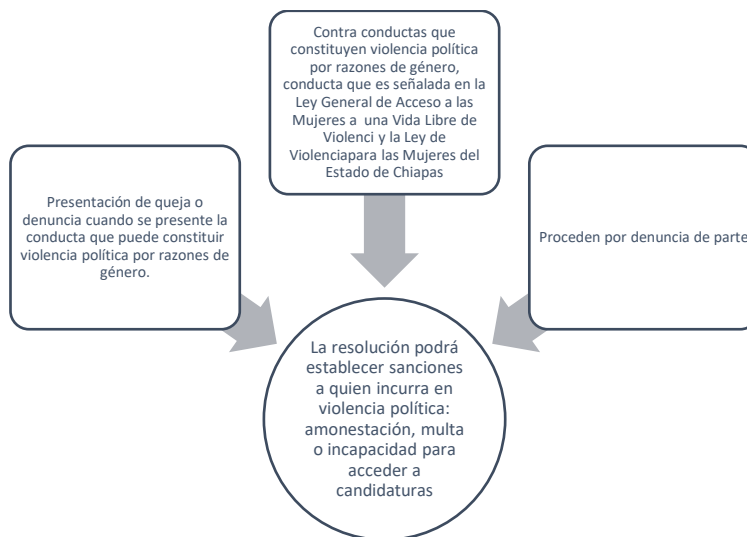 Contra conductas que
constituyen violencia política
por razones de género,
conducta que es señalada en la
Ley General de Acceso a las
Mujeres a una Vida Libre de
Violenci y la Ley de
Violenciapara las Mujeres del
Estado de Chiapas
Presentación de queja o
denuncia cuando se presente la
conducta que puede constituir
violencia política por razones de
género.
Proceden por denuncia de parte
La resolución podrá
establecer sanciones
a quien incurra en
violencia política:
amonestación, multa
o incapacidad para
acceder a
candidaturas